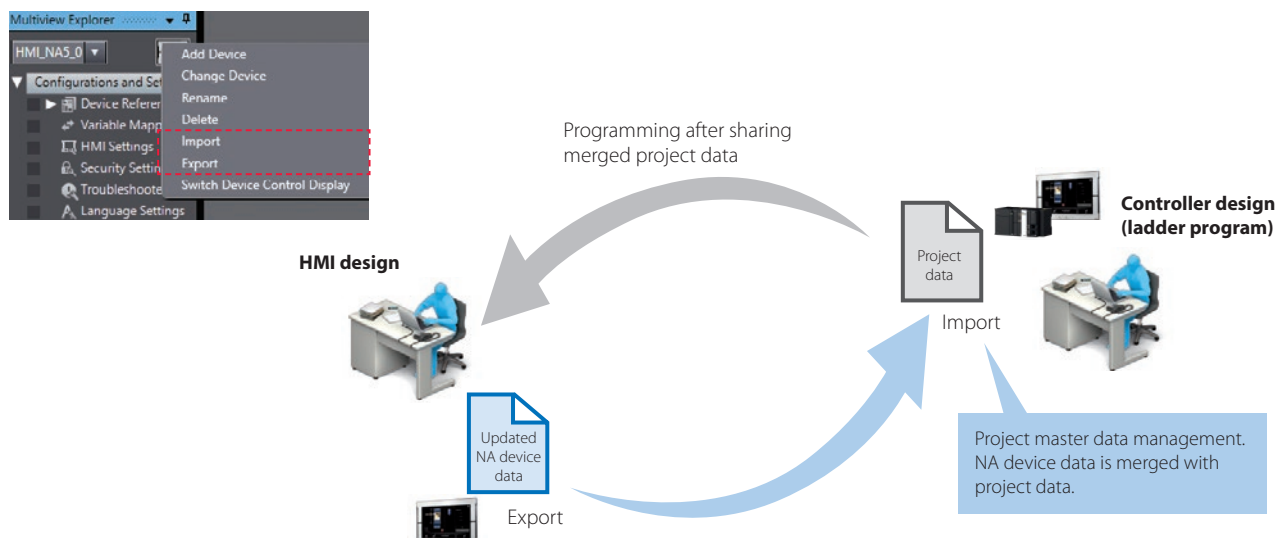 Multiview Explorer
HMI_NA5_0
Add Device
Change Device
Rename
Delete
Import
Export
Switch Device Control Display
Configurations and Set
Device Referen
Variable Mapp
HMI Settings
Security Settin
Troubleshoote
Language Settings
Programming after sharing
merged project data
Controller design
(ladder program)
Project
data
Import
HMI design
Updated
NA device
data
Export
Project master data management.
NA device data is merged with
project data.